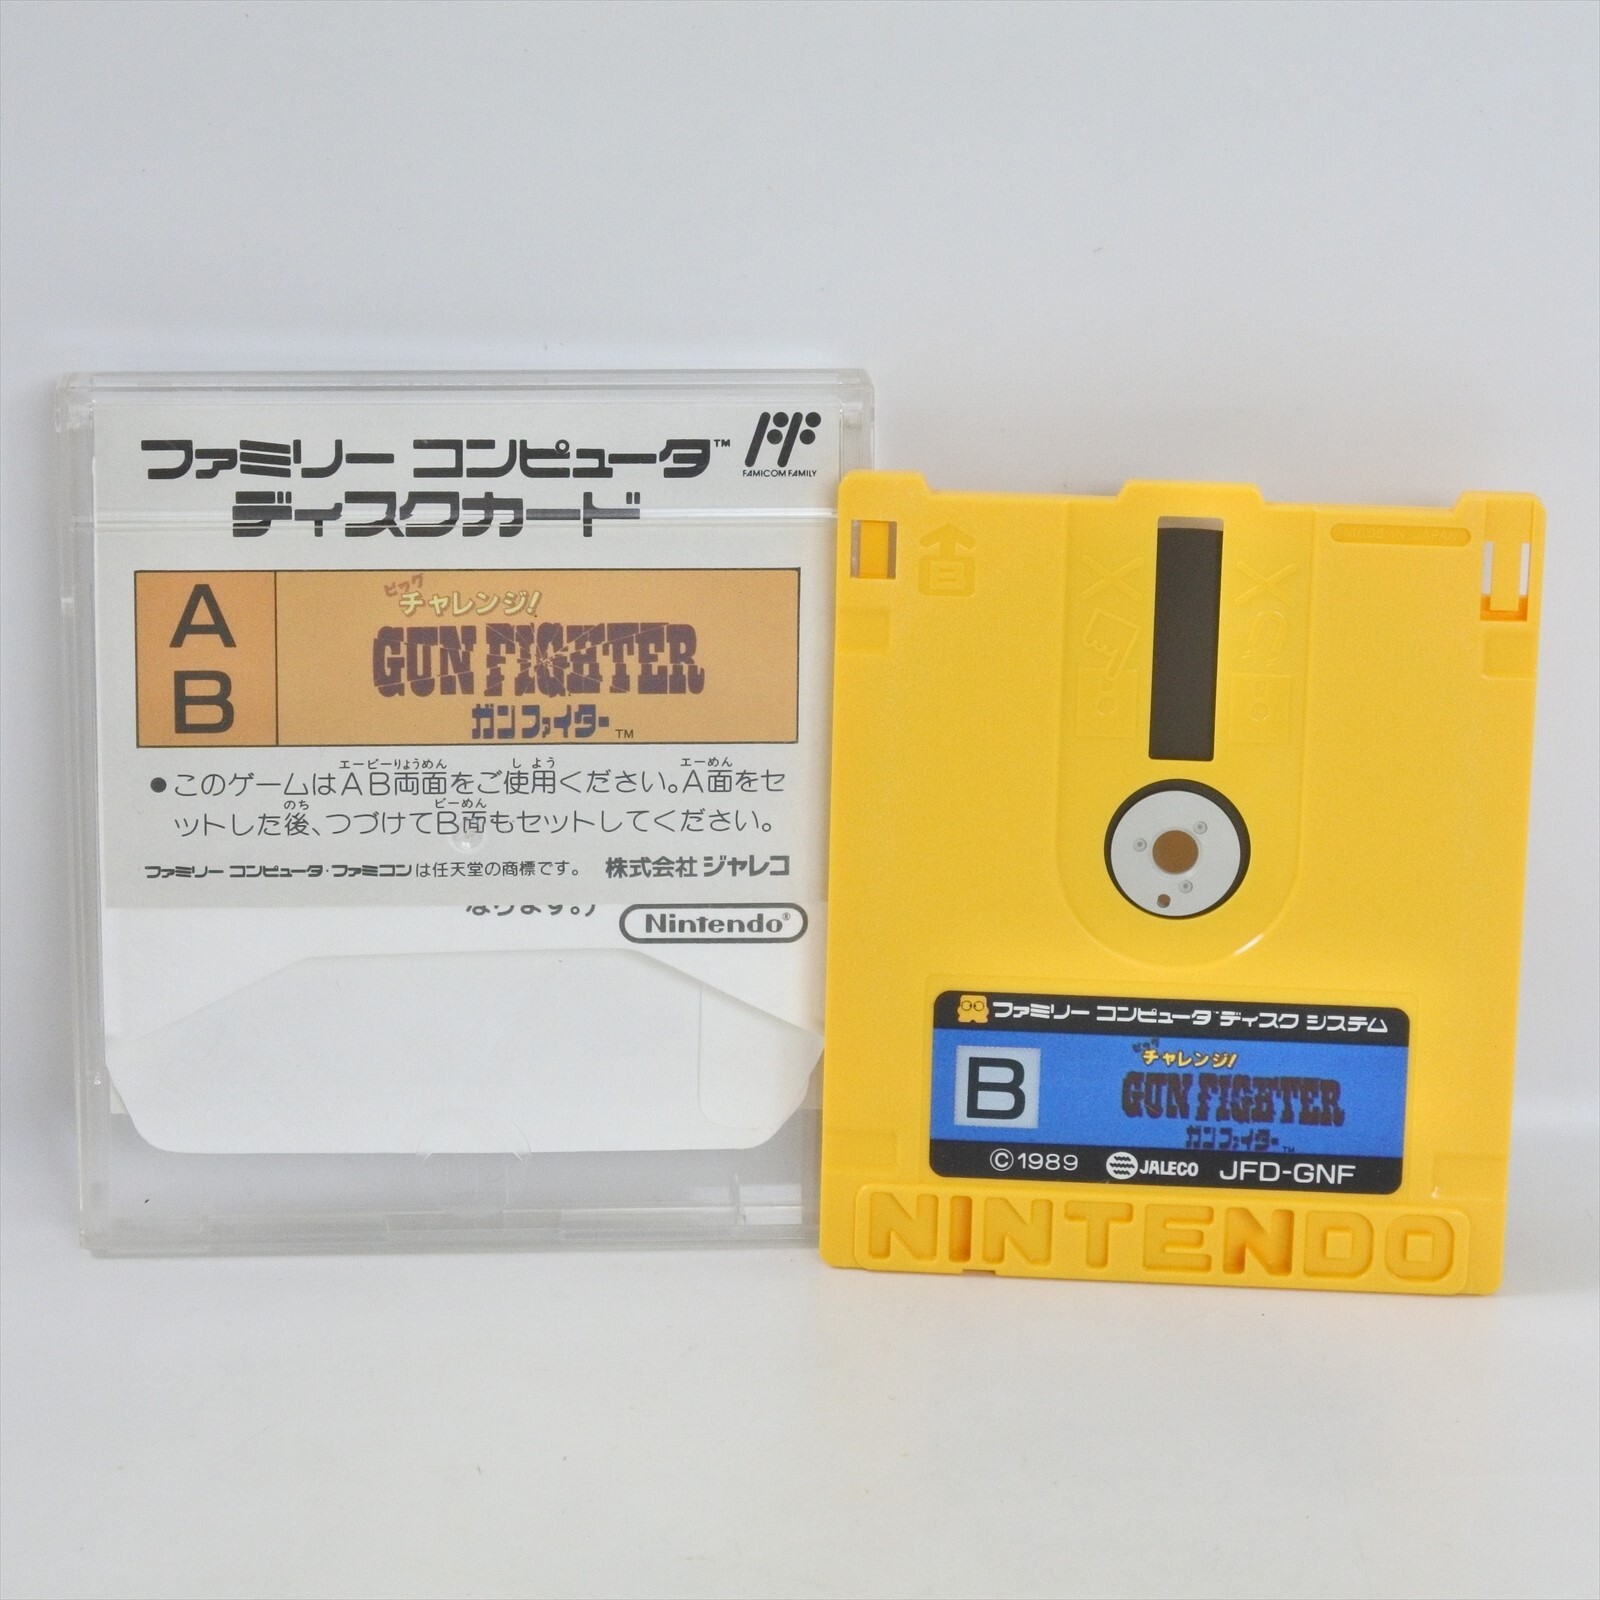 ファミリー コンピュータ™
FAMICOM FAMILY
ディスクカード
A
B
ビッグ
チャレンジ!
GUN FIGHTER
ガンファイター™
エービーりょうめん しよう エーめん
●このゲームはAB両面をご使用ください。A面をセ
のち ビーめん
ットした後、つづけてB面もセットしてください。
ファミリー コンピュータ・ファミコンは任天堂の商標です。 株式会社 ジャレコ
なります。)
Nintendo®
MADE IN JAPAN
ファミリー コンピュータ™ ディスク システム
B
ビッグ
チャレンジ!
GUN FIGHTER
ガンファイター™
©1989 JALECO JFD-GNF
NINTENDO